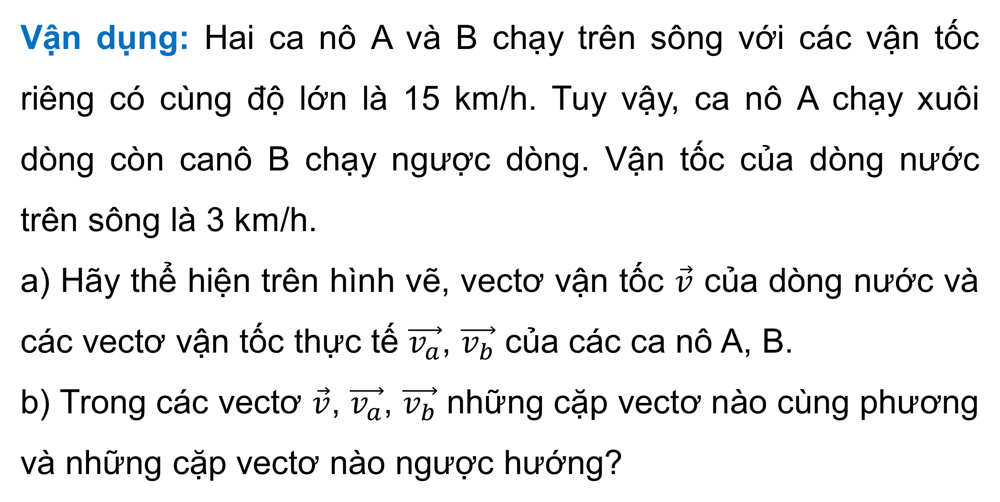 Vận dụng: Hai ca nô A và B chạy trên sông với các vận tốc
riêng có cùng độ lớn là 15 km/h. Tuy vậy, ca nô A chạy xuôi
dòng còn canô B chạy ngược dòng. Vận tốc của dòng nước
trên sông là 3 km/h.
a) Hãy thể hiện trên hình vẽ, vectơ vận tốc $\vec{v}$ của dòng nước và
các vectơ vận tốc thực tế $\overrightarrow{v_a}$, $\overrightarrow{v_b}$ của các ca nô A, B.
b) Trong các vectơ $\vec{v}$, $\overrightarrow{v_a}$, $\overrightarrow{v_b}$ những cặp vectơ nào cùng phương
và những cặp vectơ nào ngược hướng?